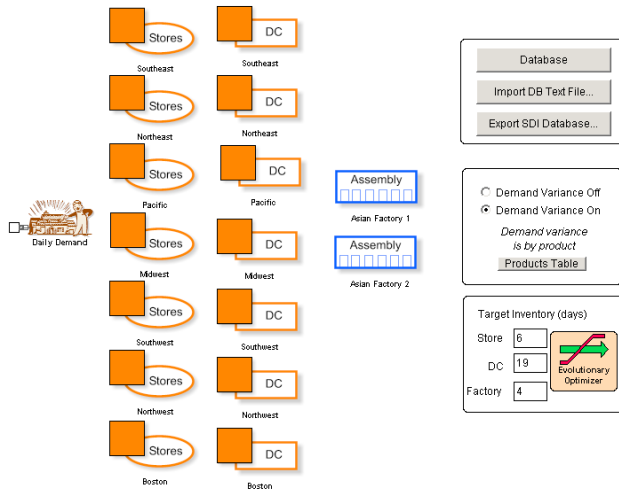 Stores
DC
Southeast
Southeast
Stores
DC
Northeast
Northeast
Stores
DC
Pacific
Pacific
Daily Demand
Stores
DC
Midwest
Midwest
Stores
DC
Southwest
Southwest
Stores
DC
Northwest
Northwest
Stores
DC
Boston
Boston
Assembly
Asian Factory 1
Assembly
Asian Factory 2
Database
Import DB Text File...
Export SDI Database...
Demand Variance Off
Demand Variance On
Demand variance
is by product
Products Table
Target Inventory (days)
Store 6
DC 19
Factory 4
Evolutionary
Optimizer